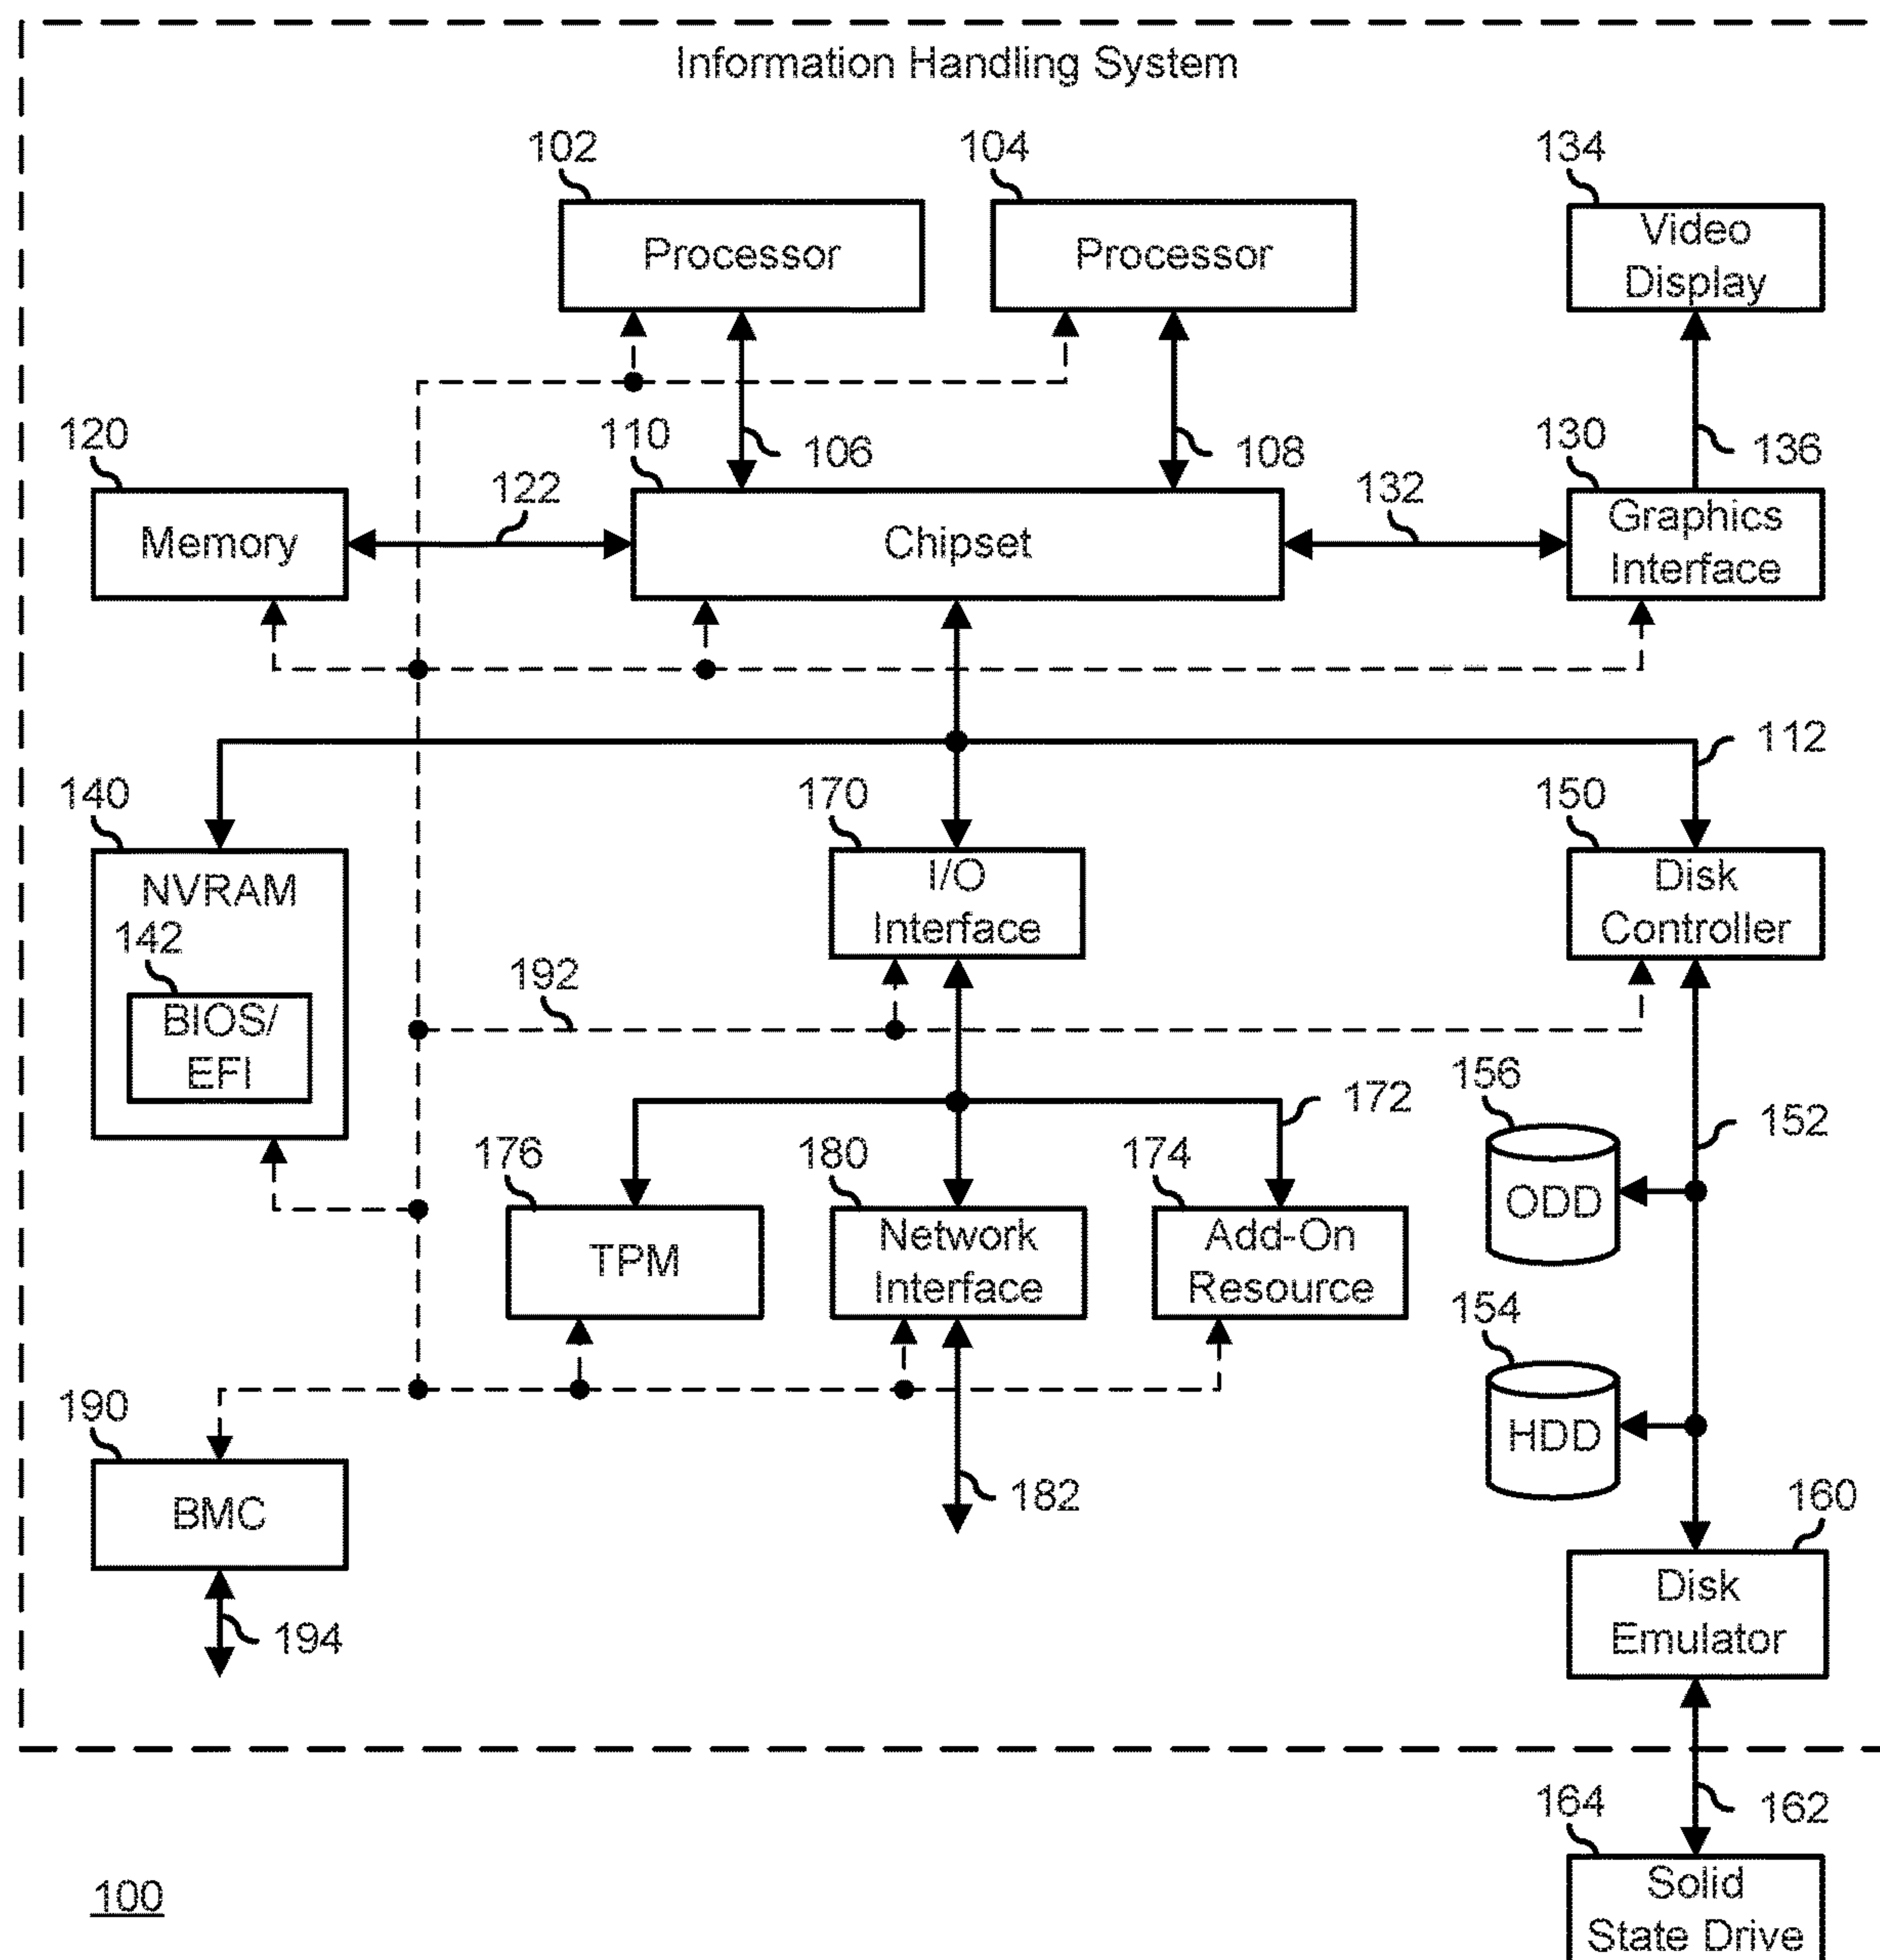 Information Handling System
102
104
134
Processor
Processor
Video
Display
120
110
106
108
130
136
122
132
Memory
Chipset
Graphics
Interface
112
140
170
150
NVRAM
I/O
Interface
Disk
Controller
142
192
BIOS/
EFI
156
172
152
176
180
174
ODD
TPM
Network
Interface
Add-On
Resource
154
190
HDD
BMC
182
160
194
Disk
Emulator
164
162
100
Solid
State Drive